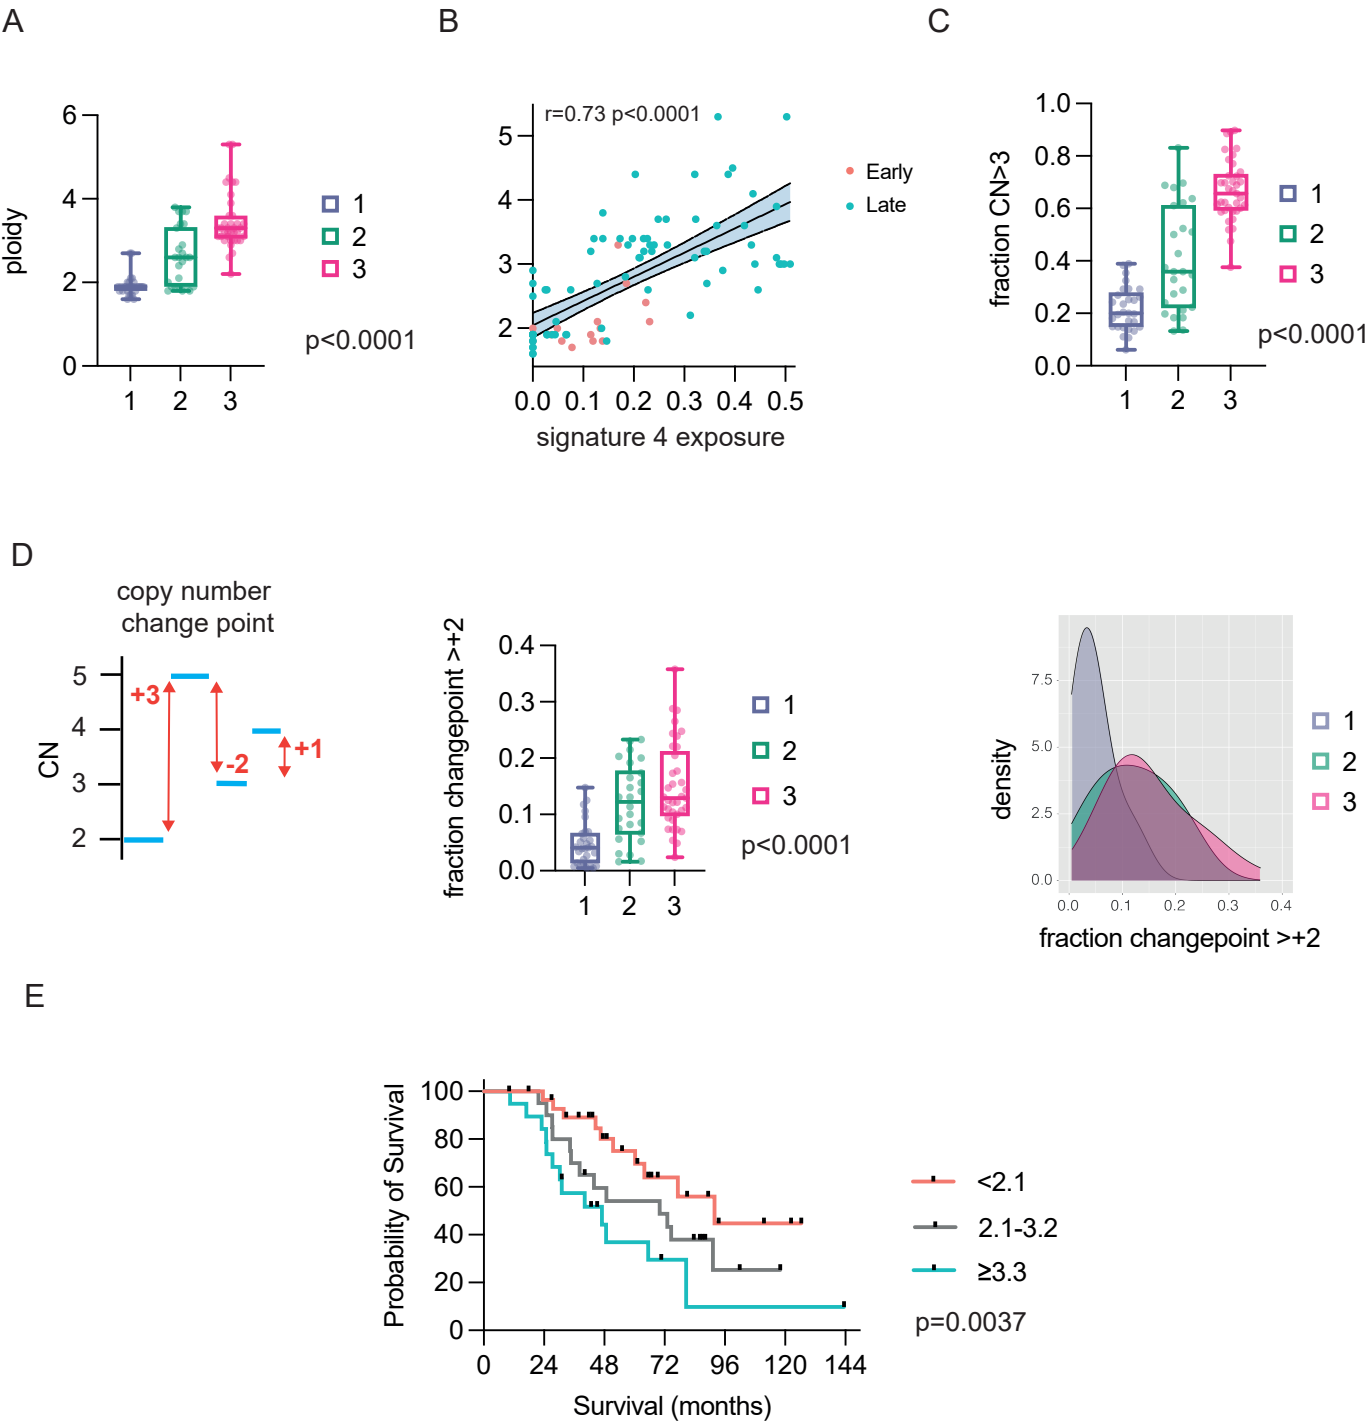 A
B
C
6
4
2
0
ploidy
1 2 3
1
2
3
p<0.0001
r=0.73 p<0.0001
5
4
3
2
0.0 0.1 0.2 0.3 0.4 0.5
signature 4 exposure
Early
Late
1.0
0.8
0.6
0.4
0.2
0.0
fraction CN>3
1 2 3
1
2
3
p<0.0001
D
copy number
change point
5
4
3
2
CN
+3
-2
+1
0.4
0.3
0.2
0.1
0.0
fraction changepoint >+2
1 2 3
1
2
3
p<0.0001
7.5
5.0
2.5
0.0
density
0.0 0.1 0.2 0.3 0.4
fraction changepoint >+2
1
2
3
E
100
80
60
40
20
0
Probability of Survival
0 24 48 72 96 120 144
Survival (months)
<2.1
2.1-3.2
≥3.3
p=0.0037